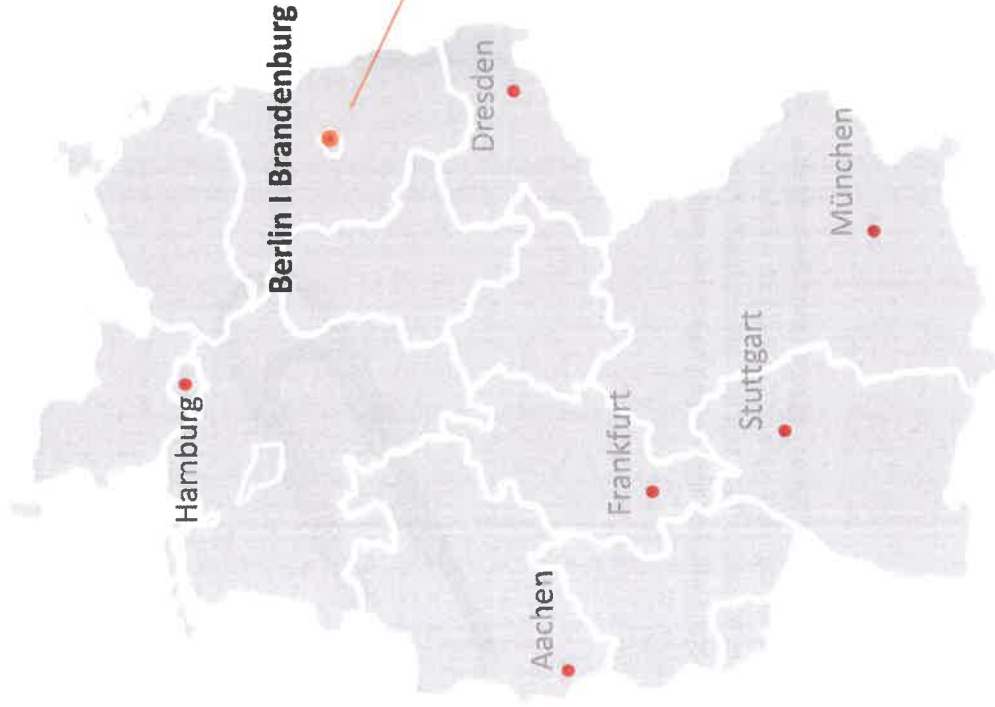 Hamburg
Berlin I Brandenburg
Dresden
Aachen
Frankfurt
Stuttgart
München